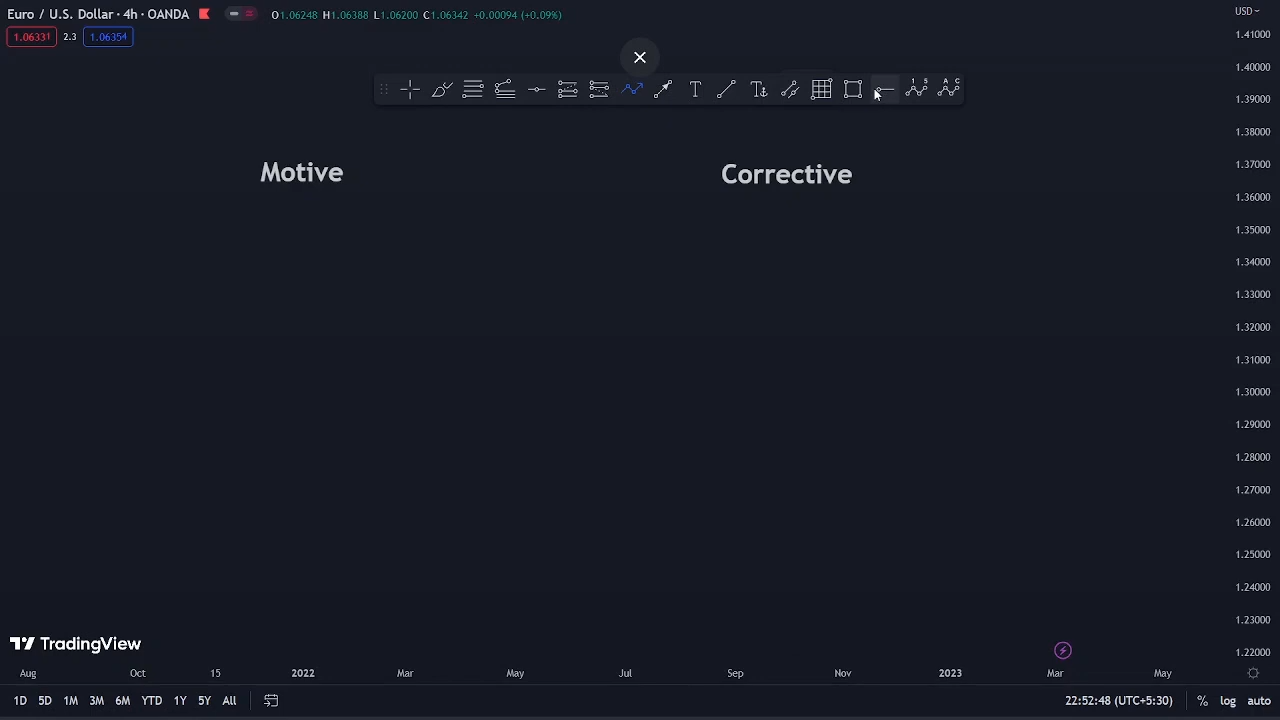 Euro / U.S. Dollar · 4h · OANDA
O1.06248 H1.06388 L1.06200 C1.06342 +0.00094 (+0.09%)
USD
1.06331 2.3 1.06354
T
1 5
A C
Motive
Corrective
1.41000
1.40000
1.39000
1.38000
1.37000
1.36000
1.35000
1.34000
1.33000
1.32000
1.31000
1.30000
1.29000
1.28000
1.27000
1.26000
1.25000
1.24000
1.23000
1.22000
TradingView
Aug Oct 15 2022 Mar May Jul Sep Nov 2023 Mar May
1D 5D 1M 3M 6M YTD 1Y 5Y All
22:52:48 (UTC+5:30) % log auto